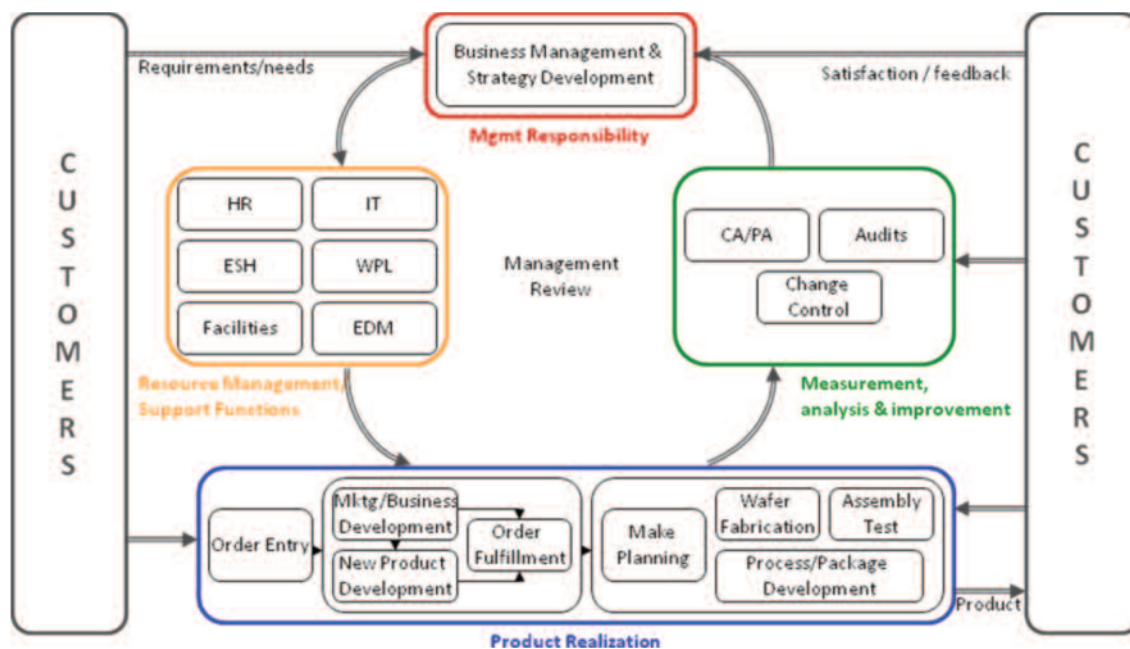 CUSTOMERS
Requirements/needs
Business Management &
Strategy Development
Mgmt Responsibility
Satisfaction / feedback
CUSTOMERS
HR
IT
ESH
WPL
Facilities
EDM
Resource Management/
Support Functions
Management
Review
CA/PA
Audits
Change
Control
Measurement,
analysis & improvement
Order Entry
Mktg/Business
Development
New Product
Development
Order
Fulfillment
Make
Planning
Wafer
Fabrication
Assembly
Test
Process/Package
Development
Product
Product Realization